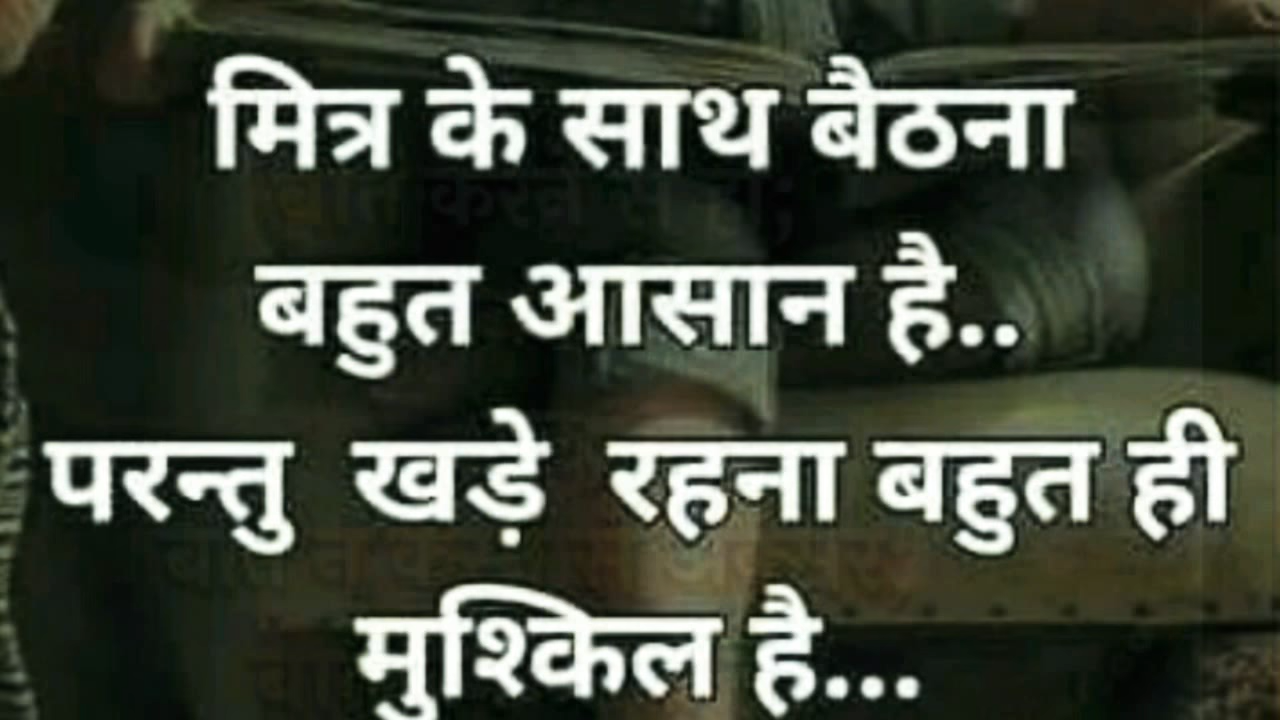 मित्र के साथ बैठना
बहुत आसान है..
परन्तु खड़े रहना बहुत ही
मुश्किल है...